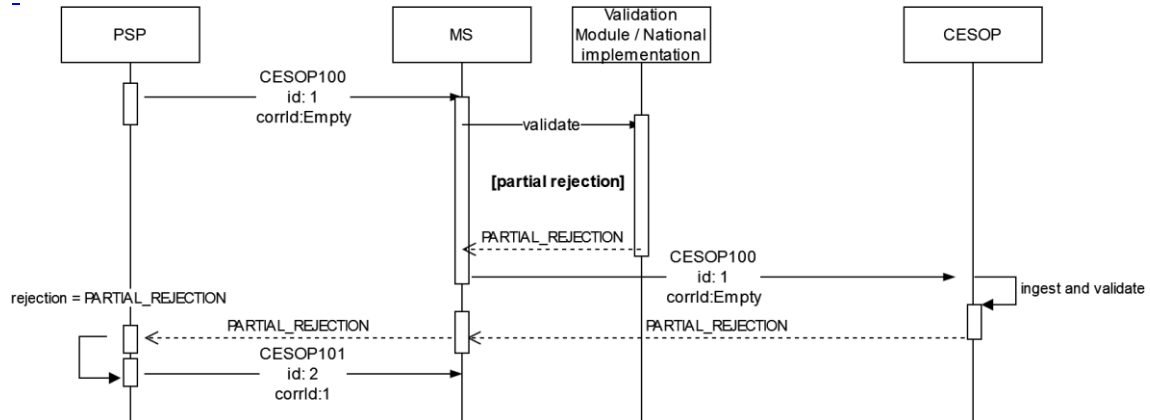 PSP
MS
Validation
Module / National
implementation
CESOP
CESOP100
id: 1
corrId:Empty
validate
[partial rejection]
PARTIAL_REJECTION
CESOP100
id: 1
corrId:Empty
ingest and validate
rejection = PARTIAL_REJECTION
PARTIAL_REJECTION
PARTIAL_REJECTION
CESOP101
id: 2
corrId:1